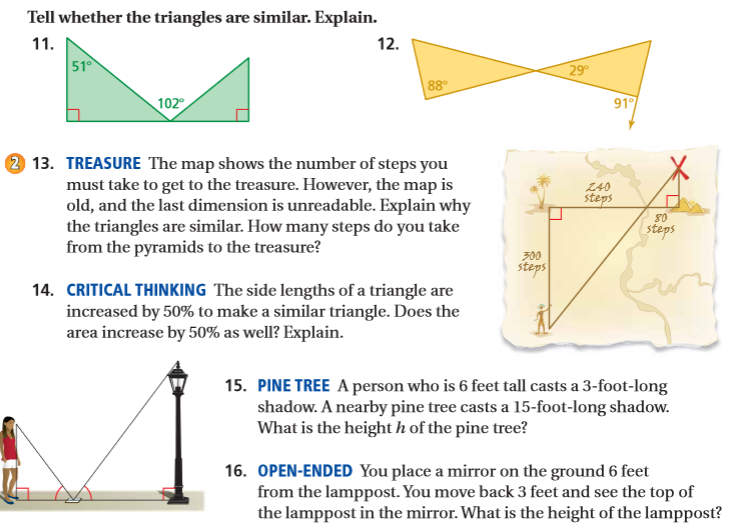 Tell whether the triangles are similar. Explain.
11.
51°
102°
12.
88°
29°
91°
2 13. TREASURE The map shows the number of steps you
must take to get to the treasure. However, the map is
old, and the last dimension is unreadable. Explain why
the triangles are similar. How many steps do you take
from the pyramids to the treasure?
240
steps
80
steps
300
steps
14. CRITICAL THINKING The side lengths of a triangle are
increased by 50% to make a similar triangle. Does the
area increase by 50% as well? Explain.
15. PINE TREE A person who is 6 feet tall casts a 3-foot-long
shadow. A nearby pine tree casts a 15-foot-long shadow.
What is the height h of the pine tree?
16. OPEN-ENDED You place a mirror on the ground 6 feet
from the lamppost. You move back 3 feet and see the top of
the lamppost in the mirror. What is the height of the lamppost?